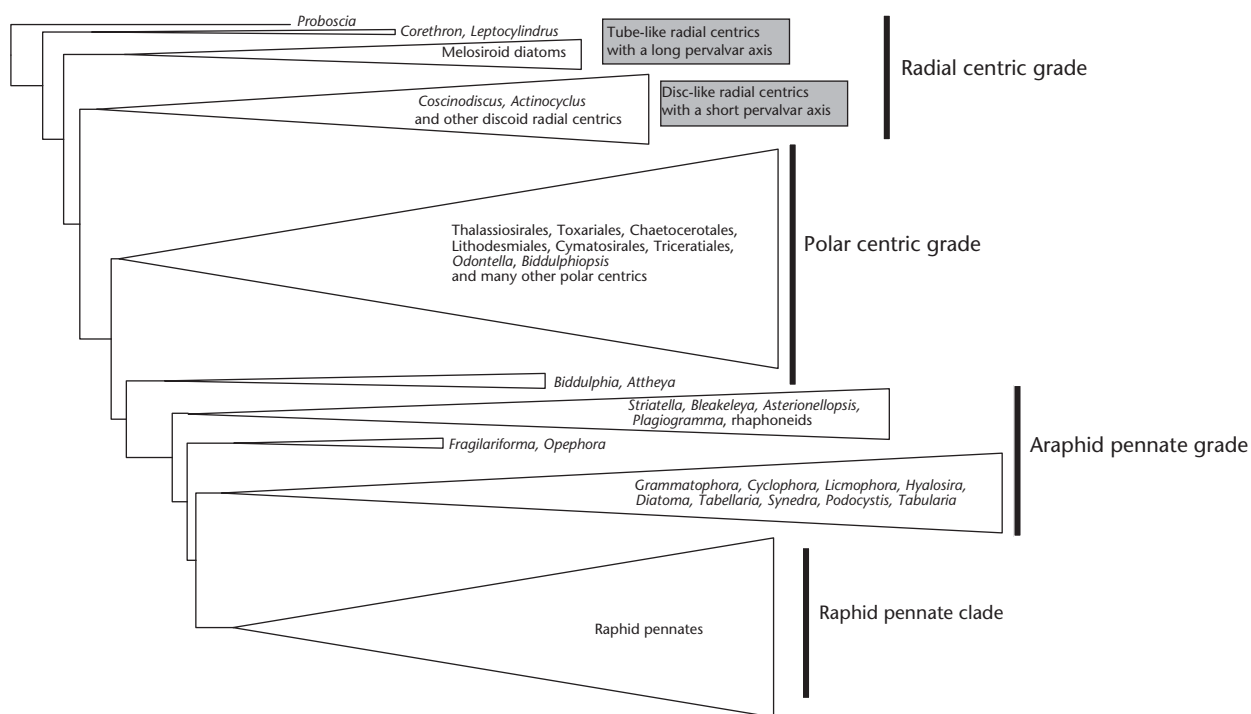 Proboscia
Corethron, Leptocylindrus
Melosiroid diatoms
Tube-like radial centrics
with a long pervalvar axis
Radial centric grade
Coscinodiscus, Actinocyclus
and other discoid radial centrics
Disc-like radial centrics
with a short pervalvar axis
Thalassiosirales, Toxariales, Chaetocerotales,
Lithodesmiales, Cymatosirales, Triceratiales,
Odontella, Biddulphiopsis
and many other polar centrics
Polar centric grade
Biddulphia, Attheya
Striatella, Bleakeleya, Asterionellopsis,
Plagiogramma, rhaphoneids
Fragilariforma, Opephora
Araphid pennate grade
Grammatophora, Cyclophora, Licmophora, Hyalosira,
Diatoma, Tabellaria, Synedra, Podocystis, Tabularia
Raphid pennates
Raphid pennate clade